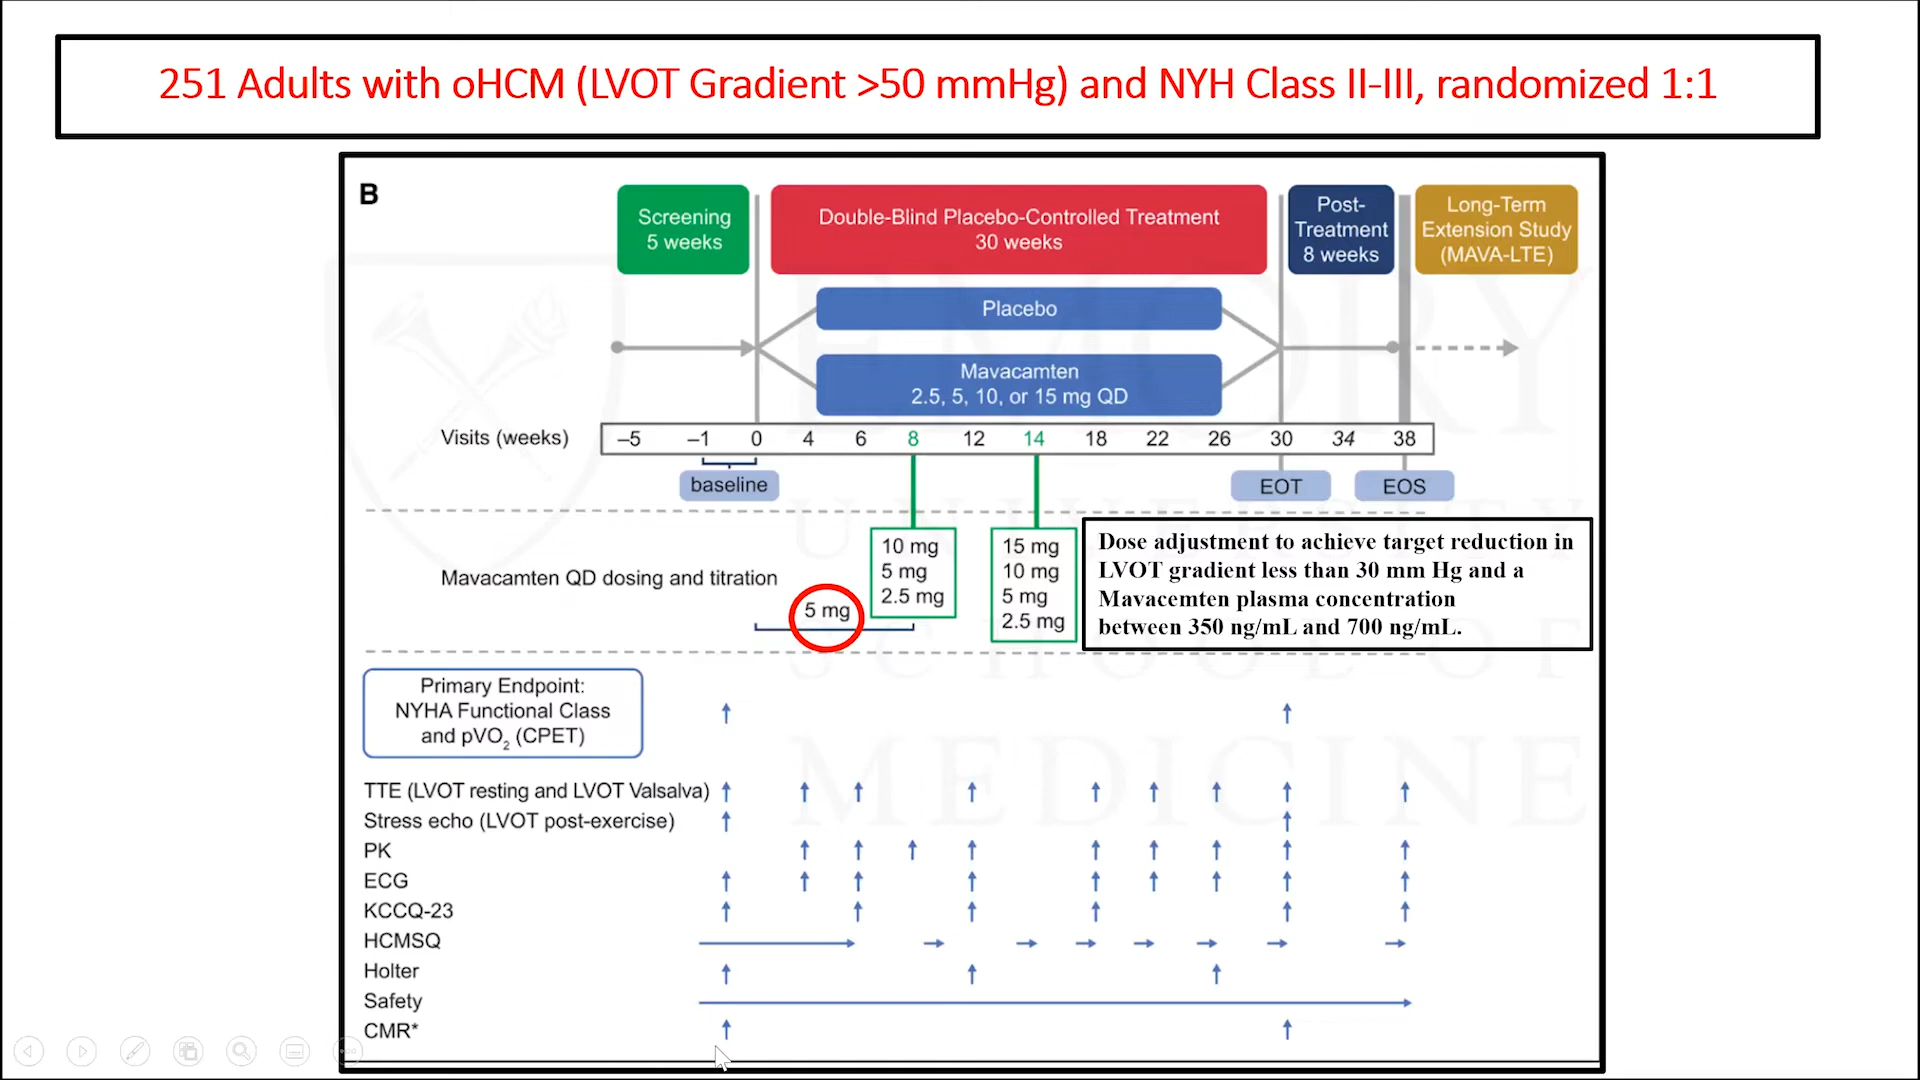 251 Adults with oHCM (LVOT Gradient >50 mmHg) and NYH Class II-III, randomized 1:1
B
Screening
5 weeks
Double-Blind Placebo-Controlled Treatment
30 weeks
Post-
Treatment
8 weeks
Long-Term
Extension Study
(MAVA-LTE)
Placebo
Mavacamten
2.5, 5, 10, or 15 mg QD
Visits (weeks) –5 –1 0 4 6 8 12 14 18 22 26 30 34 38
baseline
EOT
EOS
Mavacamten QD dosing and titration
5 mg
10 mg
5 mg
2.5 mg
15 mg
10 mg
5 mg
2.5 mg
Dose adjustment to achieve target reduction in
LVOT gradient less than 30 mm Hg and a
Mavacemten plasma concentration
between 350 ng/mL and 700 ng/mL.
Primary Endpoint:
NYHA Functional Class
and pVO₂ (CPET)
TTE (LVOT resting and LVOT Valsalva)
Stress echo (LVOT post-exercise)
PK
ECG
KCCQ-23
HCMSQ
Holter
Safety
CMR*
EMORY
UNIVERSITY
SCHOOL OF
MEDICINE